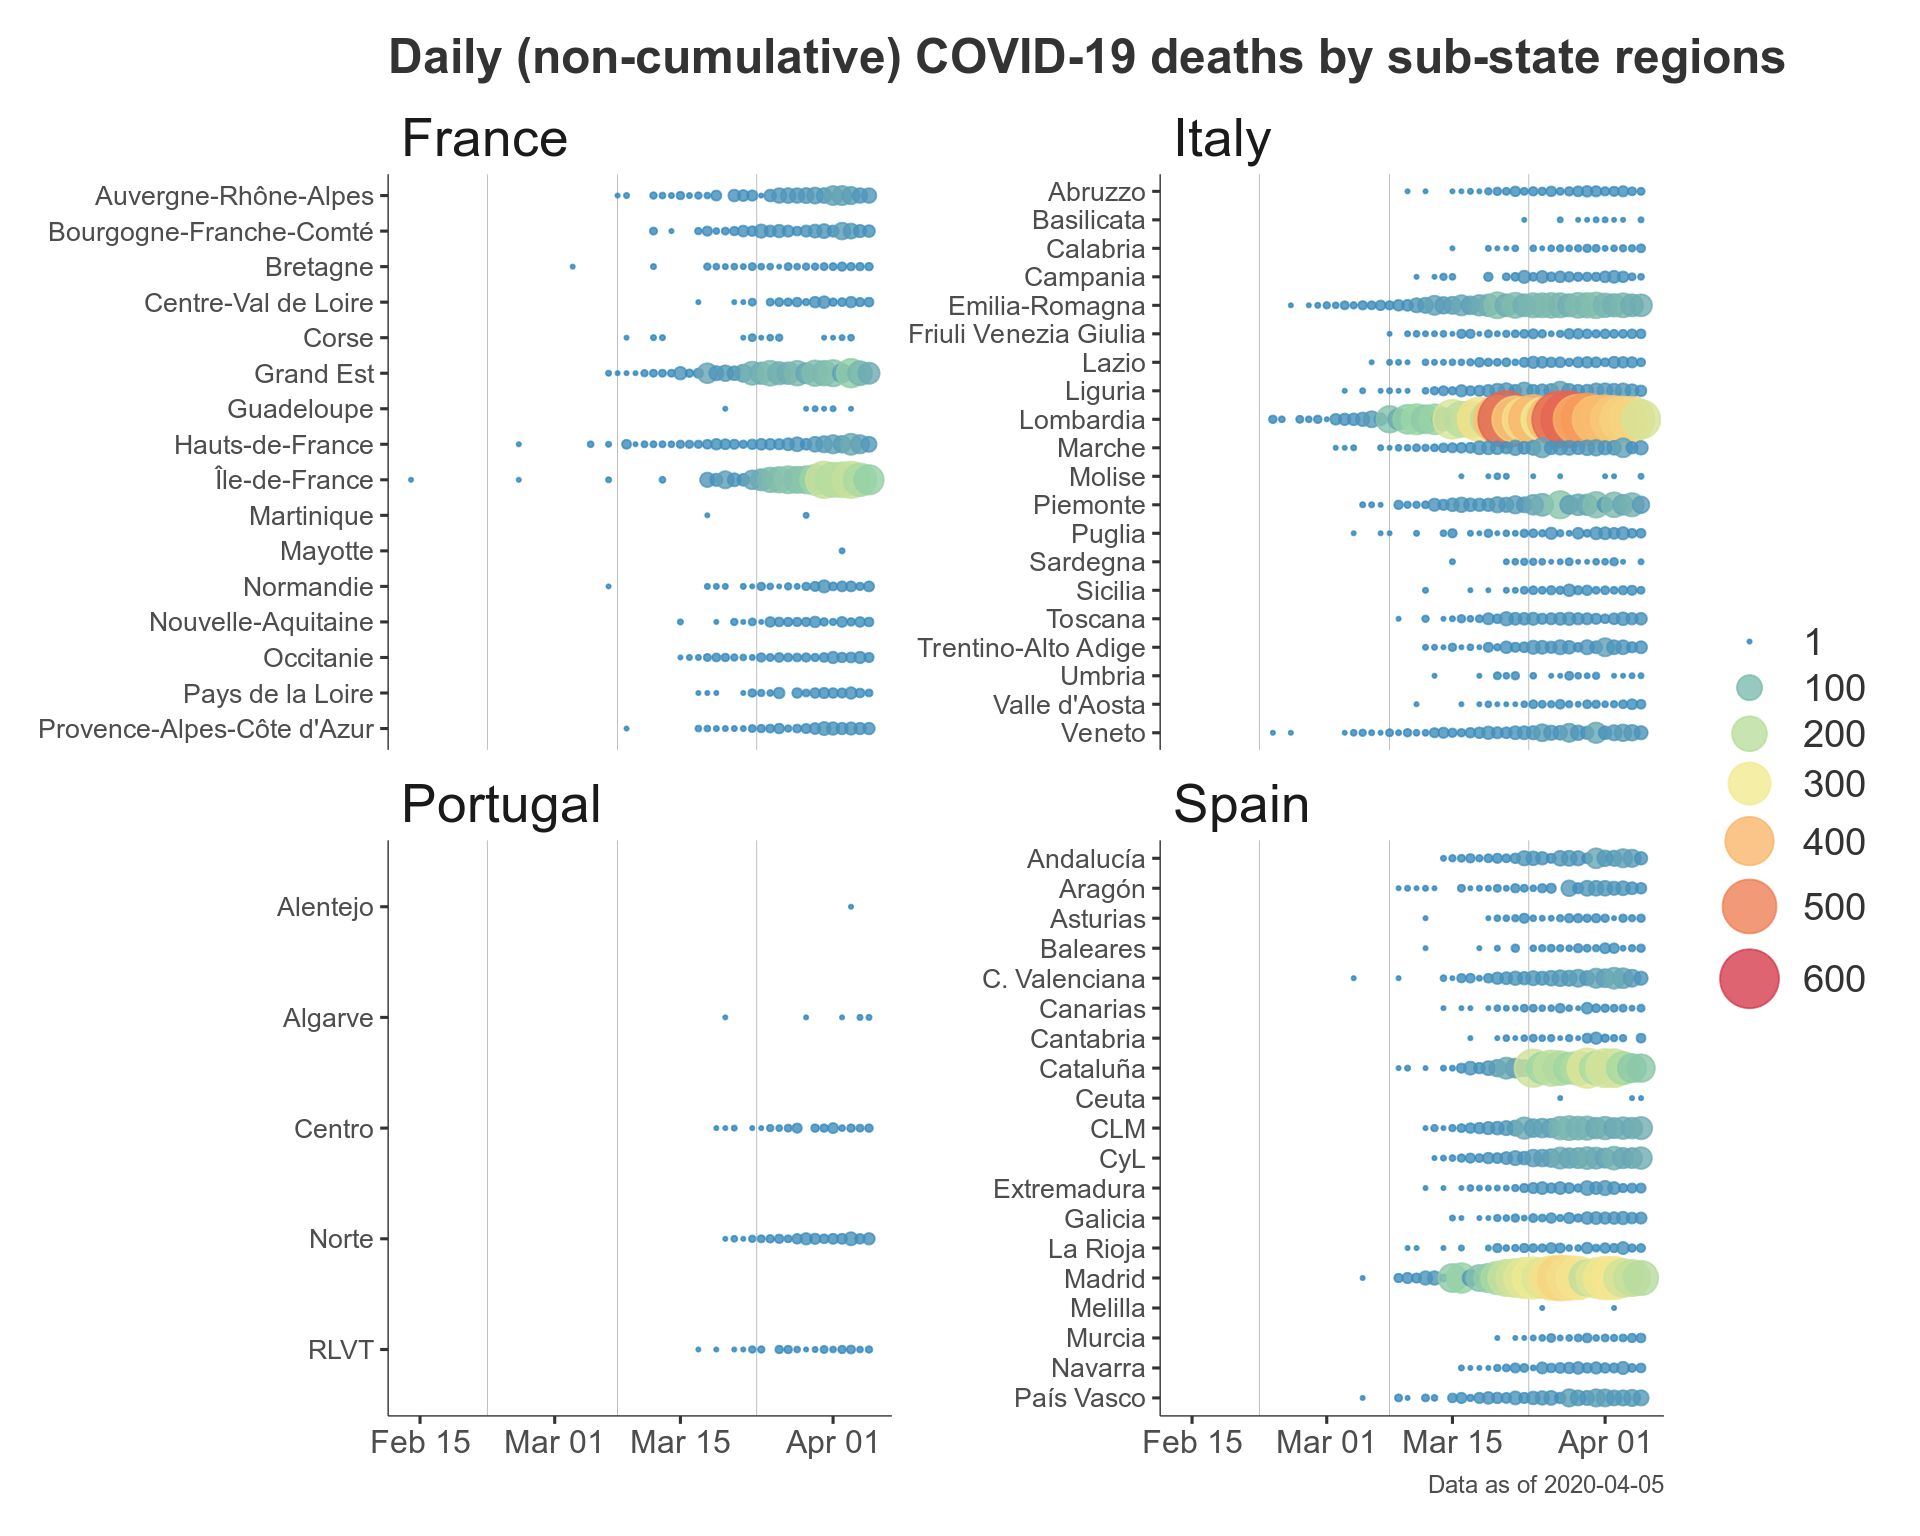 Daily (non-cumulative) COVID-19 deaths by sub-state regions
France
Auvergne-Rhône-Alpes
Bourgogne-Franche-Comté
Bretagne
Centre-Val de Loire
Corse
Grand Est
Guadeloupe
Hauts-de-France
Île-de-France
Martinique
Mayotte
Normandie
Nouvelle-Aquitaine
Occitanie
Pays de la Loire
Provence-Alpes-Côte d'Azur
Italy
Abruzzo
Basilicata
Calabria
Campania
Emilia-Romagna
Friuli Venezia Giulia
Lazio
Liguria
Lombardia
Marche
Molise
Piemonte
Puglia
Sardegna
Sicilia
Toscana
Trentino-Alto Adige
Umbria
Valle d'Aosta
Veneto
Portugal
Alentejo
Algarve
Centro
Norte
RLVT
Feb 15 Mar 01 Mar 15 Apr 01
Spain
Andalucía
Aragón
Asturias
Baleares
C. Valenciana
Canarias
Cantabria
Cataluña
Ceuta
CLM
CyL
Extremadura
Galicia
La Rioja
Madrid
Melilla
Murcia
Navarra
País Vasco
Feb 15 Mar 01 Mar 15 Apr 01
1
100
200
300
400
500
600
Data as of 2020-04-05